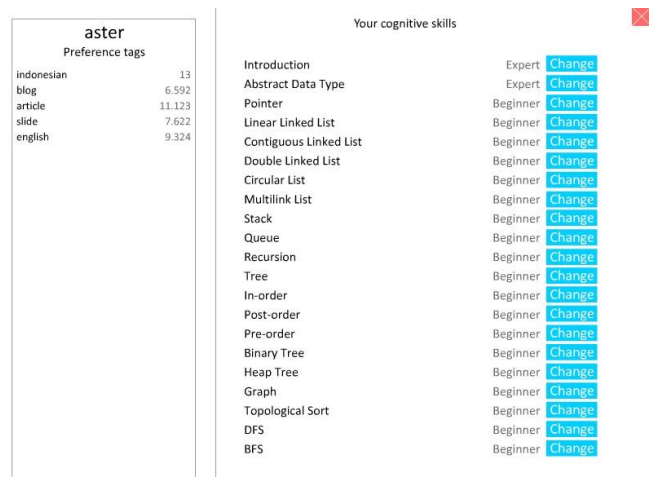 aster
Preference tags
indonesian 13
blog 6.592
article 11.123
slide 7.622
english 9.324
Your cognitive skills
Introduction Expert Change
Abstract Data Type Expert Change
Pointer Beginner Change
Linear Linked List Beginner Change
Contiguous Linked List Beginner Change
Double Linked List Beginner Change
Circular List Beginner Change
Multilink List Beginner Change
Stack Beginner Change
Queue Beginner Change
Recursion Beginner Change
Tree Beginner Change
In-order Beginner Change
Post-order Beginner Change
Pre-order Beginner Change
Binary Tree Beginner Change
Heap Tree Beginner Change
Graph Beginner Change
Topological Sort Beginner Change
DFS Beginner Change
BFS Beginner Change